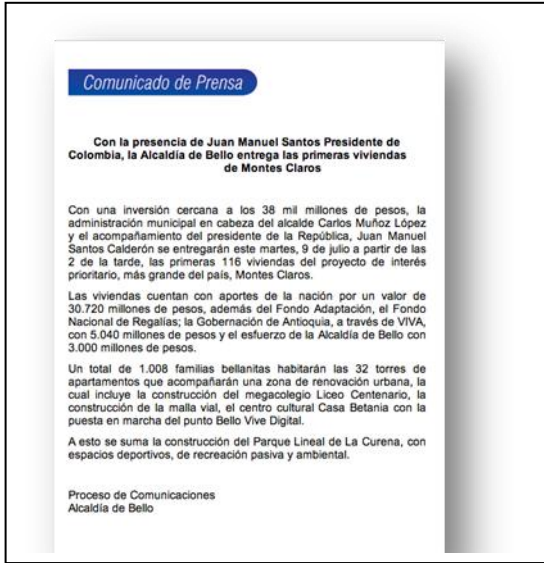 Comunicado de Prensa
Con la presencia de Juan Manuel Santos Presidente de
Colombia, la Alcaldía de Bello entrega las primeras viviendas
de Montes Claros
Con una inversión cercana a los 38 mil millones de pesos, la
administración municipal en cabeza del alcalde Carlos Muñoz López
y el acompañamiento del presidente de la República, Juan Manuel
Santos Calderón se entregarán este martes, 9 de julio a partir de las
2 de la tarde, las primeras 116 viviendas del proyecto de interés
prioritario, más grande del país, Montes Claros.
Las viviendas cuentan con aportes de la nación por un valor de
30.720 millones de pesos, además del Fondo Adaptación, el Fondo
Nacional de Regalías; la Gobernación de Antioquia, a través de VIVA,
con 5.040 millones de pesos y el esfuerzo de la Alcaldía de Bello con
3.000 millones de pesos.
Un total de 1.008 familias bellanitas habitarán las 32 torres de
apartamentos que acompañarán una zona de renovación urbana, la
cual incluye la construcción del megacolegio Liceo Centenario, la
construcción de la malla vial, el centro cultural Casa Betania con la
puesta en marcha del punto Bello Vive Digital.
A esto se suma la construcción del Parque Lineal de La Curena, con
espacios deportivos, de recreación pasiva y ambiental.
Proceso de Comunicaciones
Alcaldía de Bello